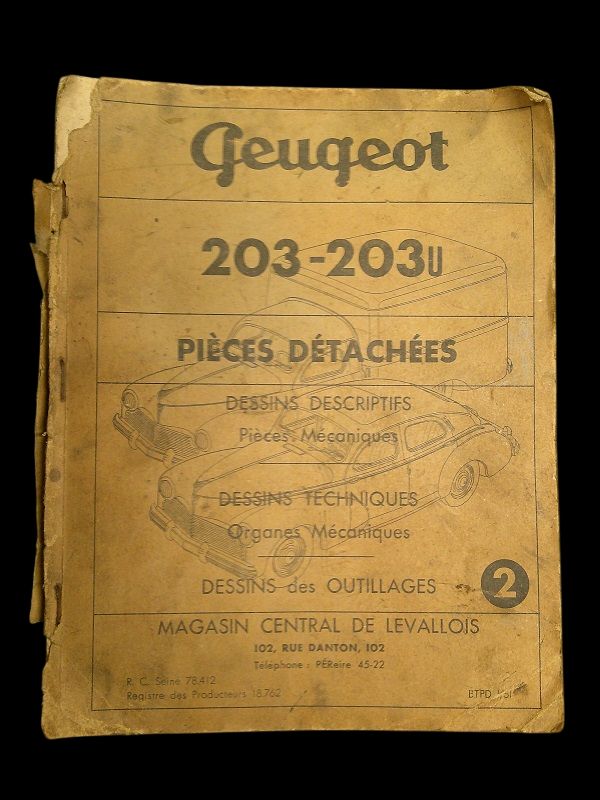 Peugeot
203-203U
PIÈCES DÉTACHÉES
DESSINS DESCRIPTIFS
Pièces Mécaniques
DESSINS TECHNIQUES
Organes Mécaniques
DESSINS des OUTILLAGES
2
MAGASIN CENTRAL DE LEVALLOIS
102, RUE DANTON, 102
Téléphone : PÉReire 45-22
R. C. Seine 78.412
Registre des Producteurs 18.762
BTPD